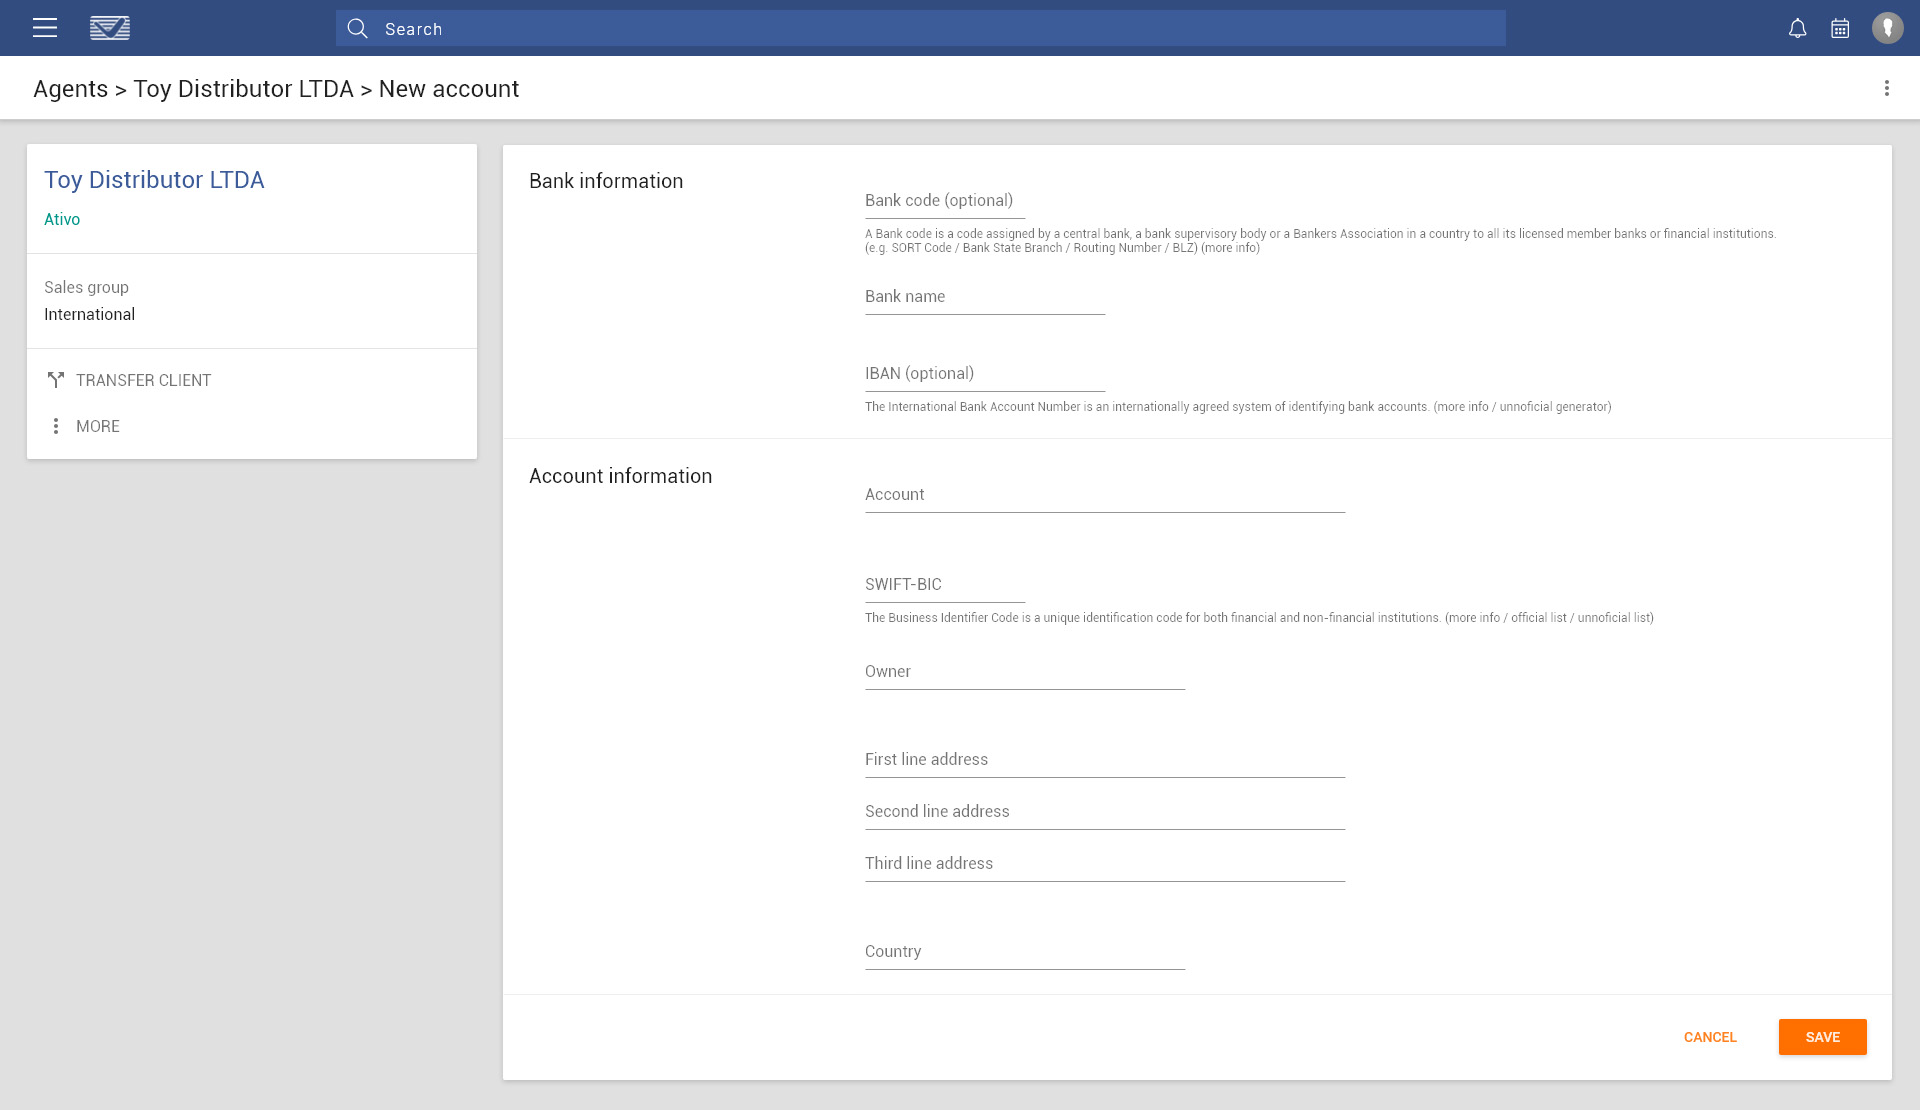 Search
Agents > Toy Distributor LTDA > New account
Toy Distributor LTDA
Ativo
Sales group
International
TRANSFER CLIENT
MORE
Bank information
Bank code (optional)
A Bank code is a code assigned by a central bank, a bank supervisory body or a Bankers Association in a country to all its licensed member banks or financial institutions.
(e.g. SORT Code / Bank State Branch / Routing Number / BLZ) (more info)
Bank name
IBAN (optional)
The International Bank Account Number is an internationally agreed system of identifying bank accounts. (more info / unnoficial generator)
Account information
Account
SWIFT-BIC
The Business Identifier Code is a unique identification code for both financial and non-financial institutions. (more info / official list / unnoficial list)
Owner
First line address
Second line address
Third line address
Country
CANCEL
SAVE